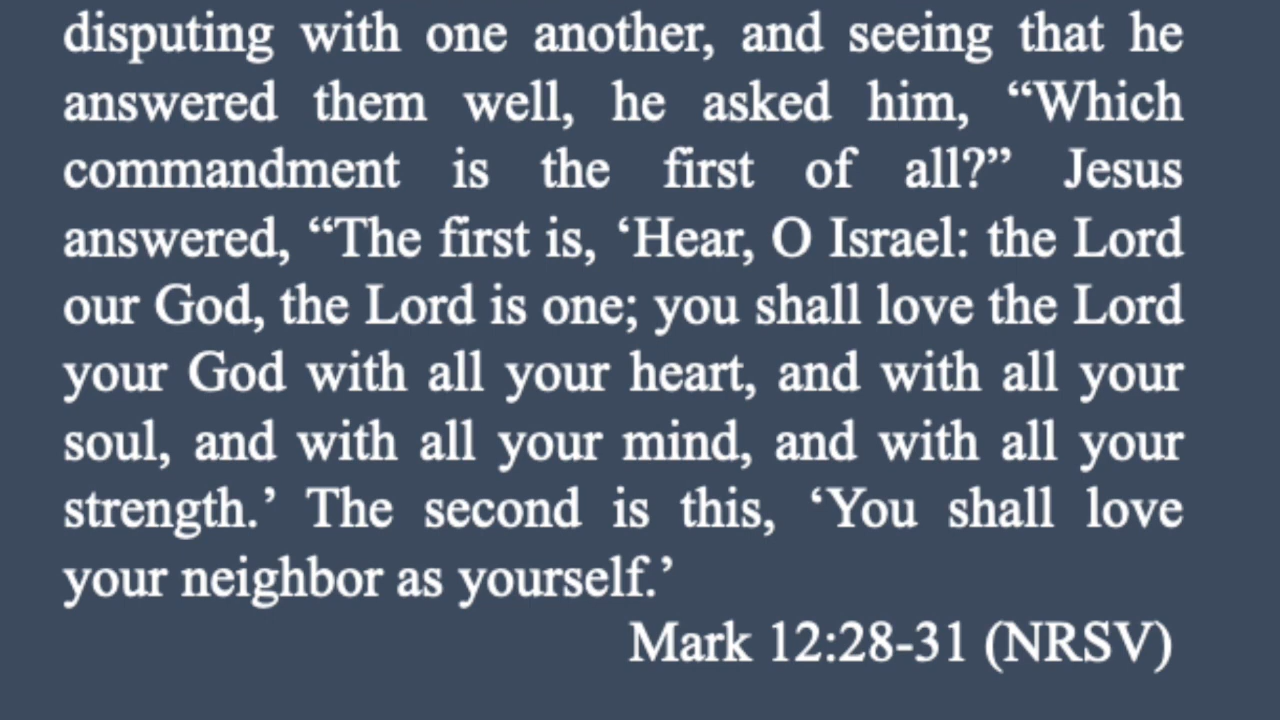 disputing with one another, and seeing that he
answered them well, he asked him, “Which
commandment is the first of all?” Jesus
answered, “The first is, ‘Hear, O Israel: the Lord
our God, the Lord is one; you shall love the Lord
your God with all your heart, and with all your
soul, and with all your mind, and with all your
strength.’ The second is this, ‘You shall love
your neighbor as yourself.’
Mark 12:28-31 (NRSV)